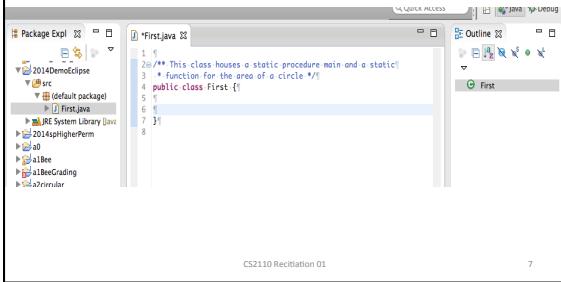 Quick Access
Java
Debug
Package Expl
2014DemoEclipse
src
(default package)
First.java
JRE System Library [Java
2014spHigherPerm
a0
a1Bee
a1BeeGrading
a2circular
*First.java
1 ¶
2 /** This class houses a static procedure main and a static¶
3 * function for the area of a circle */¶
4 public class First {¶
5 ¶
6 ¶
7 }¶
8
Outline
First
CS2110 Recitiation 01
7